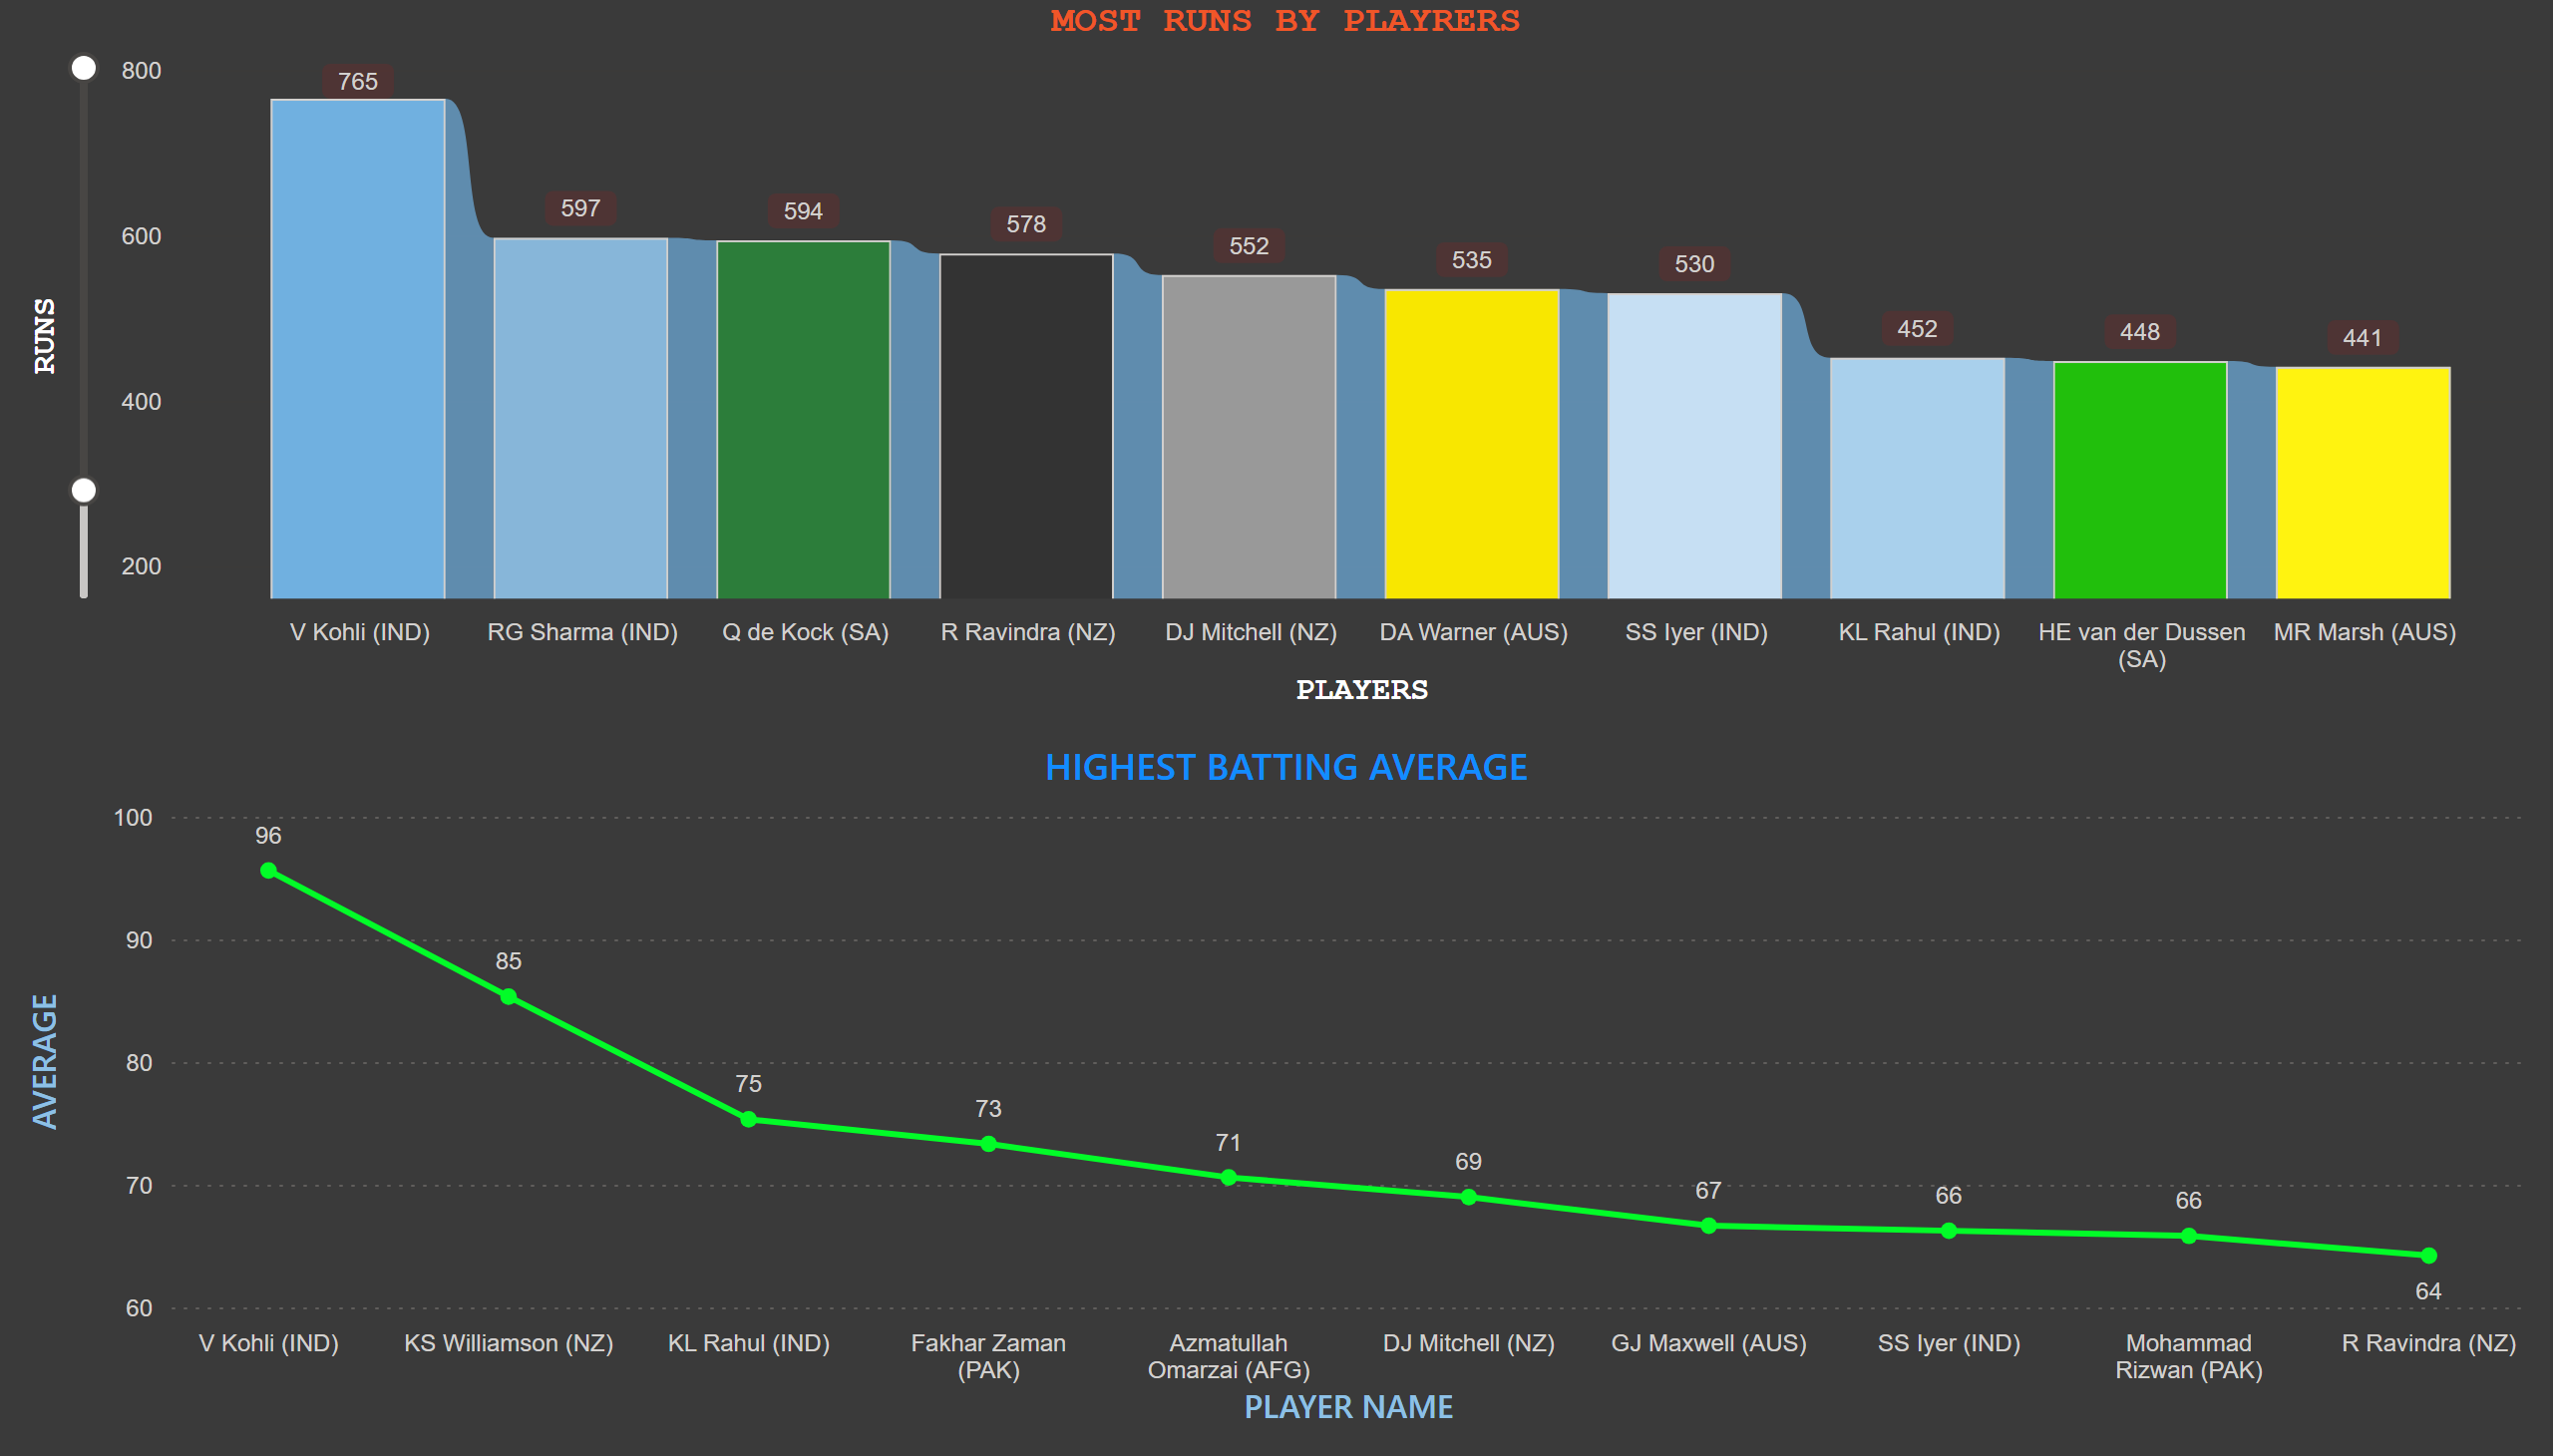 MOST RUNS BY PLAYRERS
800
600
400
200
RUNS
765
597
594
578
552
535
530
452
448
441
V Kohli (IND)
RG Sharma (IND)
Q de Kock (SA)
R Ravindra (NZ)
DJ Mitchell (NZ)
DA Warner (AUS)
SS Iyer (IND)
KL Rahul (IND)
HE van der Dussen
(SA)
MR Marsh (AUS)
PLAYERS
HIGHEST BATTING AVERAGE
100
90
80
70
60
AVERAGE
96
85
75
73
71
69
67
66
66
64
V Kohli (IND)
KS Williamson (NZ)
KL Rahul (IND)
Fakhar Zaman
(PAK)
Azmatullah
Omarzai (AFG)
DJ Mitchell (NZ)
GJ Maxwell (AUS)
SS Iyer (IND)
Mohammad
Rizwan (PAK)
R Ravindra (NZ)
PLAYER NAME